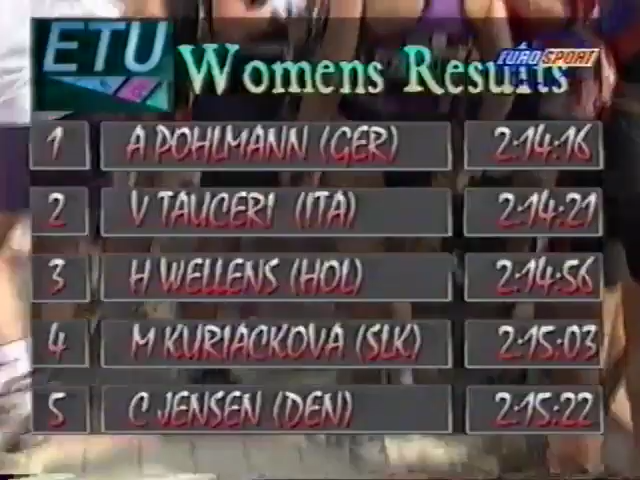 ETU
EUROSPORT
Womens Results
1 A POHLMANN (GER) 2:14:16
2 V TAUCERI (ITA) 2:14:21
3 H WELLENS (HOL) 2:14:56
4 M KURIACKOVA (SLK) 2:15:03
5 C JENSEN (DEN) 2:15:22